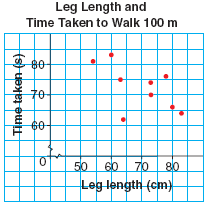 Leg Length and
Time Taken to Walk 100 m
Time taken (s)
80
70
60
0
50 60 70 80
Leg length (cm)